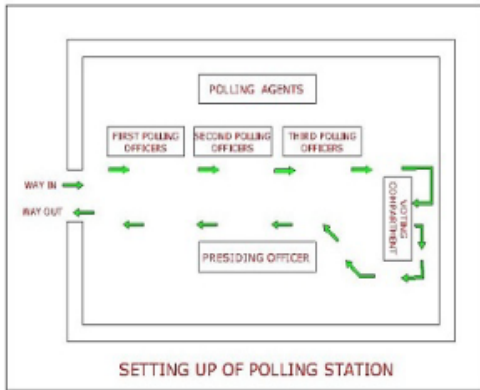 POLLING AGENTS
FIRST POLLING
OFFICERS
SECOND POLLING
OFFICERS
THIRD POLLING
OFFICERS
WAY IN
WAY OUT
VOTING
COMPARTMENT
PRESIDING OFFICER
SETTING UP OF POLLING STATION